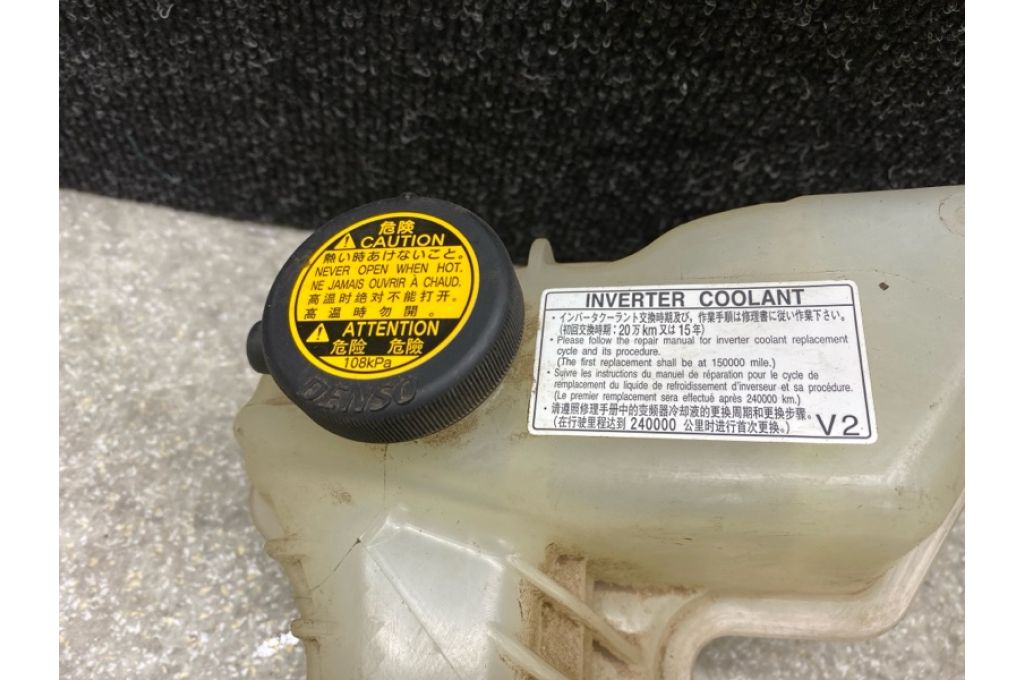 危険
CAUTION
熱い時あけないこと。
NEVER OPEN WHEN HOT.
NE JAMAIS OUVRIR À CHAUD.
高温时绝对不能打开。
高温時勿開。
ATTENTION
危险 危險
108kPa
DENSO
INVERTER COOLANT
・インバータクーラント交換時期及び，作業手順は修理書に従い作業下さい。
(初回交換時期：20万km又は15年)
・Please follow the repair manual for inverter coolant replacement
cycle and its procedure.
(The first replacement shall be at 150000 mile.)
・Suivre les instructions du manuel de réparation pour le cycle de
remplacement du liquide de refroidissement d'inverseur et sa procédure.
(Le premier remplacement sera effectué après 240000 km.)
・请遵照修理手册中的变频器冷却液的更换周期和更换步骤。
(在行驶里程达到 240000 公里时进行首次更换。)
V2